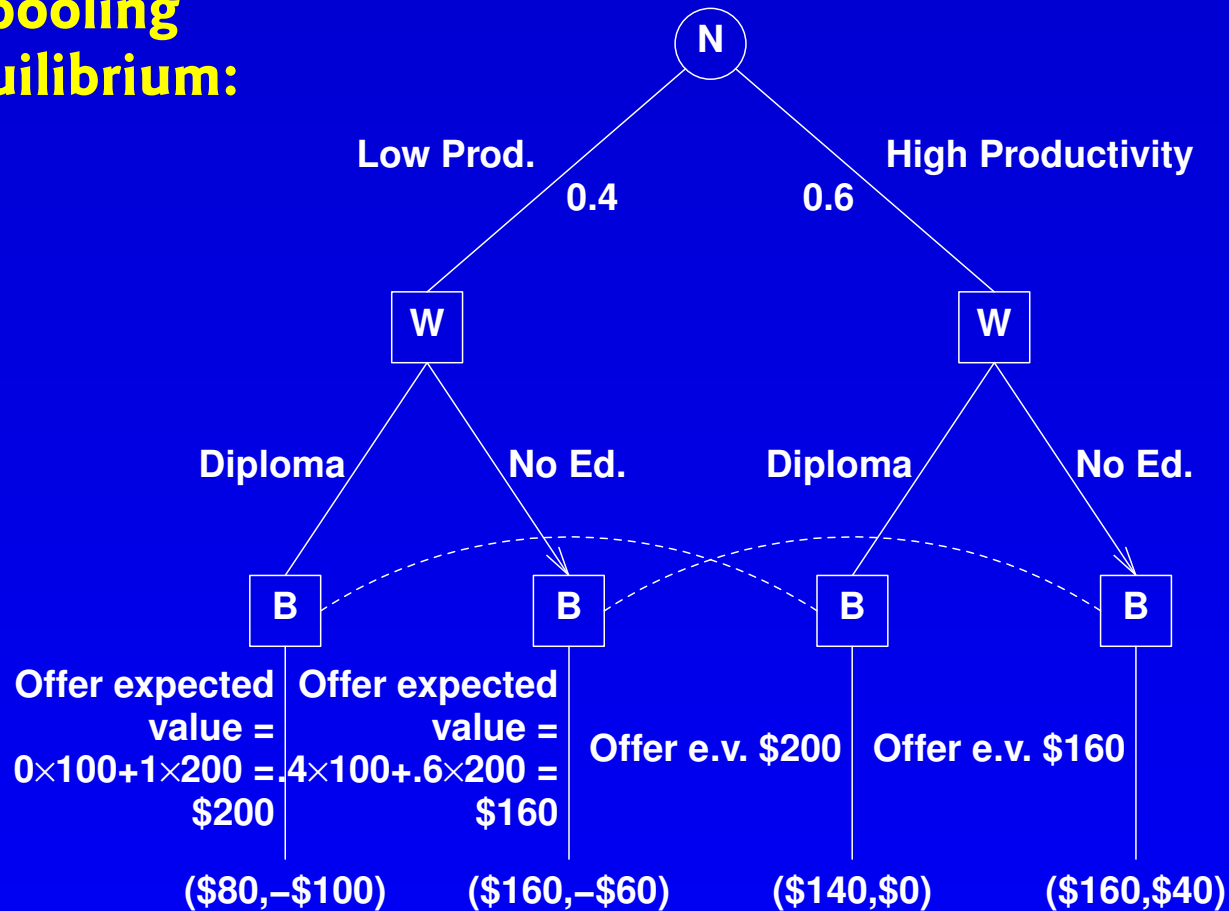 pooling
uilibrium:
N
Low Prod.
High Productivity
0.4
0.6
W
W
Diploma
No Ed.
Diploma
No Ed.
B
B
B
B
Offer expected
value =
0×100+1×200 =
$200
Offer expected
value =
.4×100+.6×200 =
$160
Offer e.v. $200
Offer e.v. $160
($80,−$100)
($160,−$60)
($140,$0)
($160,$40)